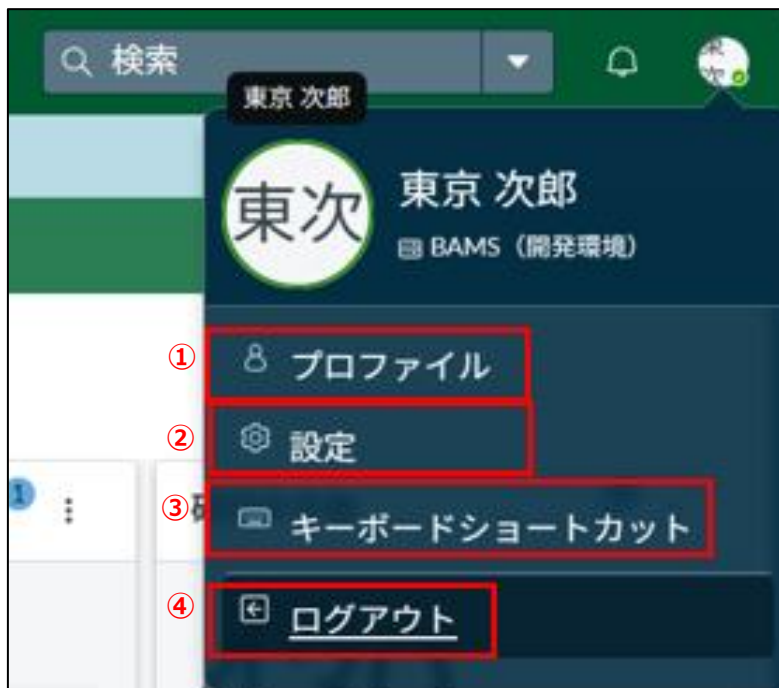 検索
東京 次郎
東次
東京 次郎
BAMS（開発環境）
① プロファイル
② 設定
1
③ キーボードショートカット
④ ログアウト